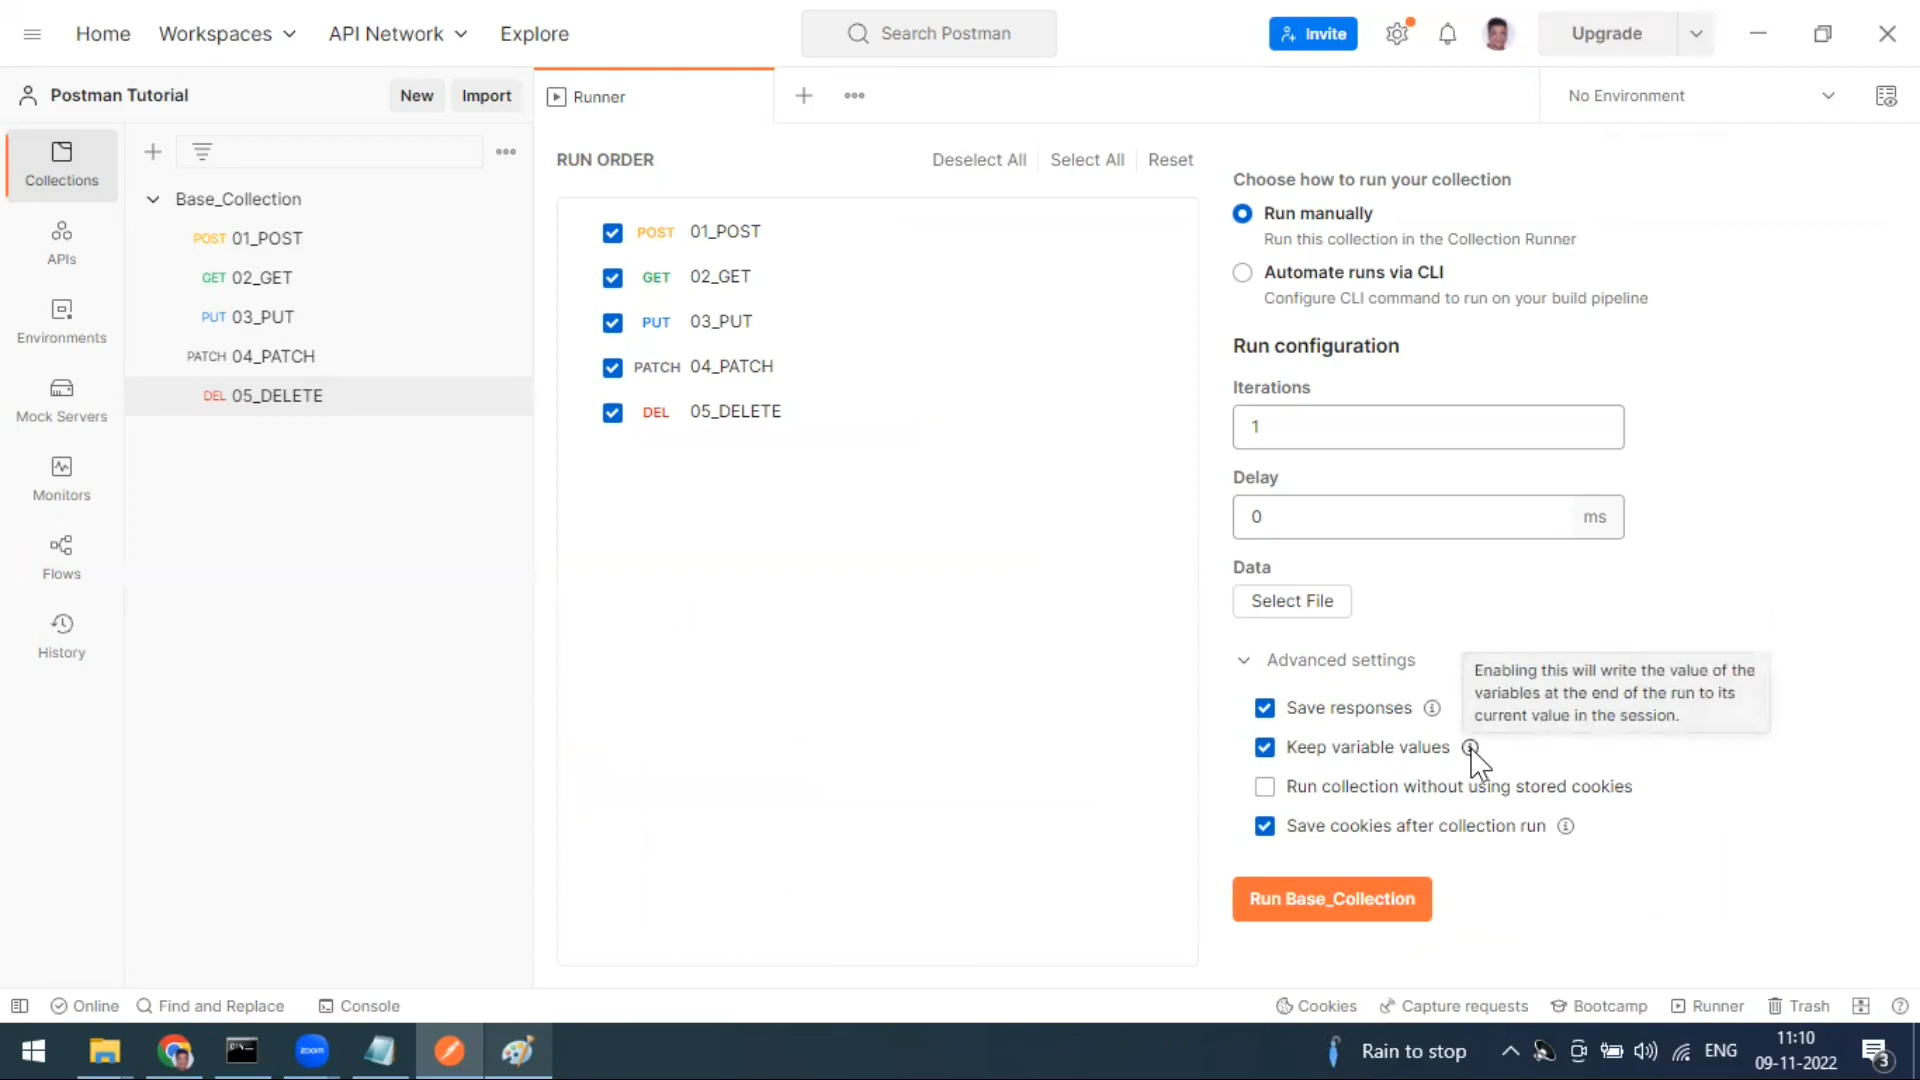 Home
Workspaces
API Network
Explore
Search Postman
Invite
Upgrade
Postman Tutorial
New
Import
Runner
No Environment
Collections
APIs
Environments
Mock Servers
Monitors
Flows
History
Base_Collection
POST 01_POST
GET 02_GET
PUT 03_PUT
PATCH 04_PATCH
DEL 05_DELETE
RUN ORDER
Deselect All
Select All
Reset
POST 01_POST
GET 02_GET
PUT 03_PUT
PATCH 04_PATCH
DEL 05_DELETE
Choose how to run your collection
Run manually
Run this collection in the Collection Runner
Automate runs via CLI
Configure CLI command to run on your build pipeline
Run configuration
Iterations
1
Delay
0 ms
Data
Select File
Advanced settings
Enabling this will write the value of the
variables at the end of the run to its
current value in the session.
Save responses
Keep variable values
Run collection without using stored cookies
Save cookies after collection run
Run Base_Collection
Online
Find and Replace
Console
Cookies
Capture requests
Bootcamp
Runner
Trash
zoom
Rain to stop
ENG
11:10
09-11-2022
3